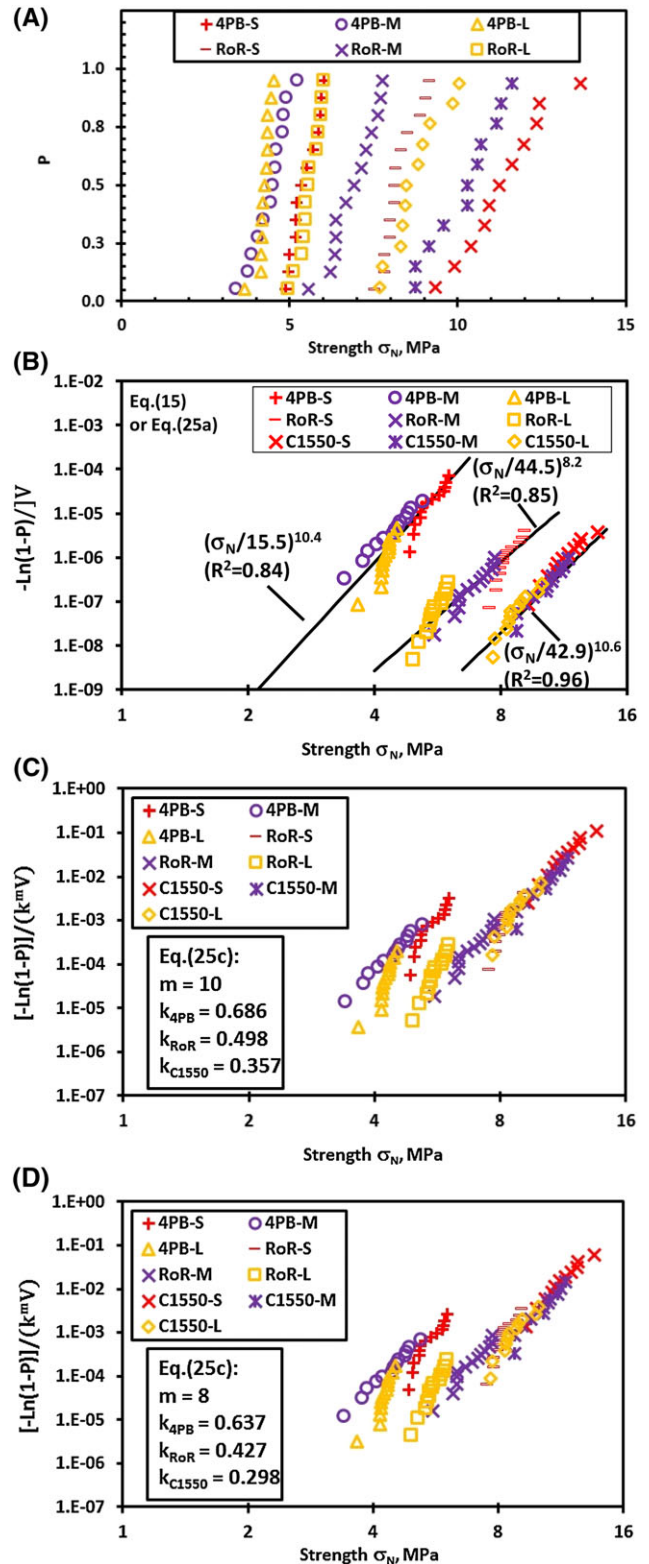 (A)
4PB-S 4PB-M 4PB-L
RoR-S RoR-M RoR-L
1.0
0.8
0.5
0.3
0.0
P
0 5 10 15
Strength σN, MPa
(B)
1.E-02
1.E-03
1.E-04
1.E-05
1.E-06
1.E-07
1.E-08
1.E-09
-Ln(1-P)/]V
Eq.(15)
or Eq.(25a)
4PB-S 4PB-M 4PB-L
RoR-S RoR-M RoR-L
C1550-S C1550-M C1550-L
(σN/44.5)8.2
(R2=0.85)
(σN/15.5)10.4
(R2=0.84)
(σN/42.9)10.6
(R2=0.96)
1 2 4 8 16
Strength σN, MPa
(C)
1.E+00
1.E-01
1.E-02
1.E-03
1.E-04
1.E-05
1.E-06
1.E-07
[-Ln(1-P)]/(kmV)
4PB-S 4PB-M
4PB-L RoR-S
RoR-M RoR-L
C1550-S C1550-M
C1550-L
Eq.(25c):
m = 10
k4PB = 0.686
kRoR = 0.498
kC1550 = 0.357
1 2 4 8 16
Strength σN, MPa
(D)
1.E+00
1.E-01
1.E-02
1.E-03
1.E-04
1.E-05
1.E-06
1.E-07
[-Ln(1-P)]/(kmV)
4PB-S 4PB-M
4PB-L RoR-S
RoR-M RoR-L
C1550-S C1550-M
C1550-L
Eq.(25c):
m = 8
k4PB = 0.637
kRoR = 0.427
kC1550 = 0.298
1 2 4 8 16
Strength σN, MPa